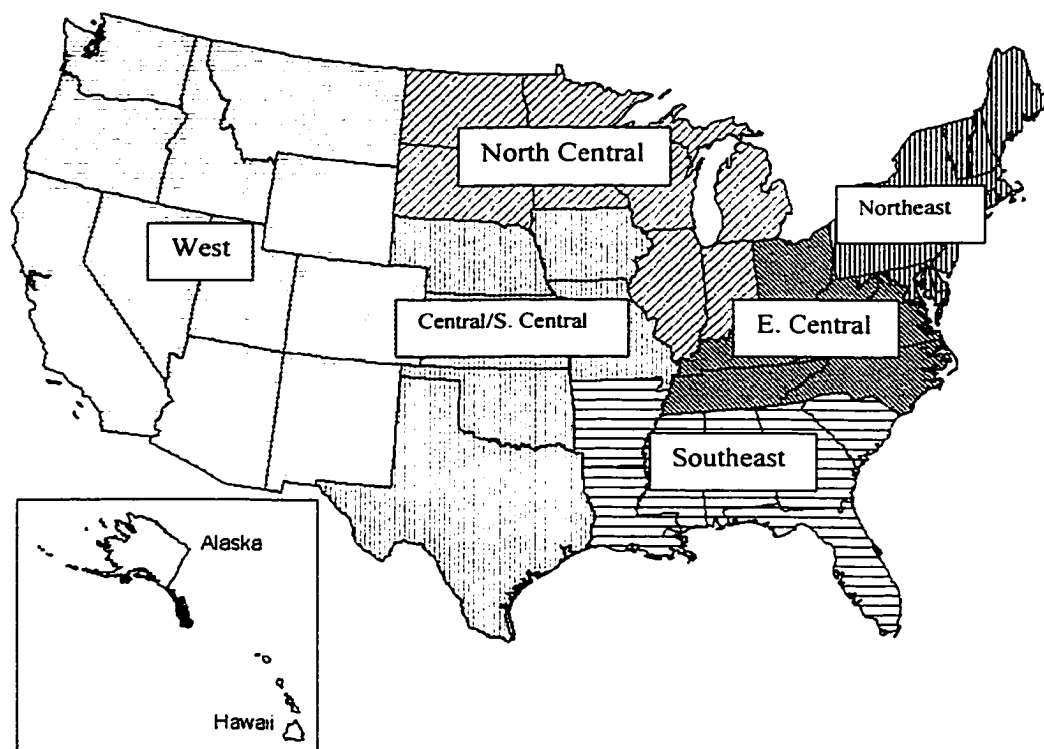 North Central
Northeast
West
Central/S. Central
E. Central
Southeast
Alaska
Hawaii